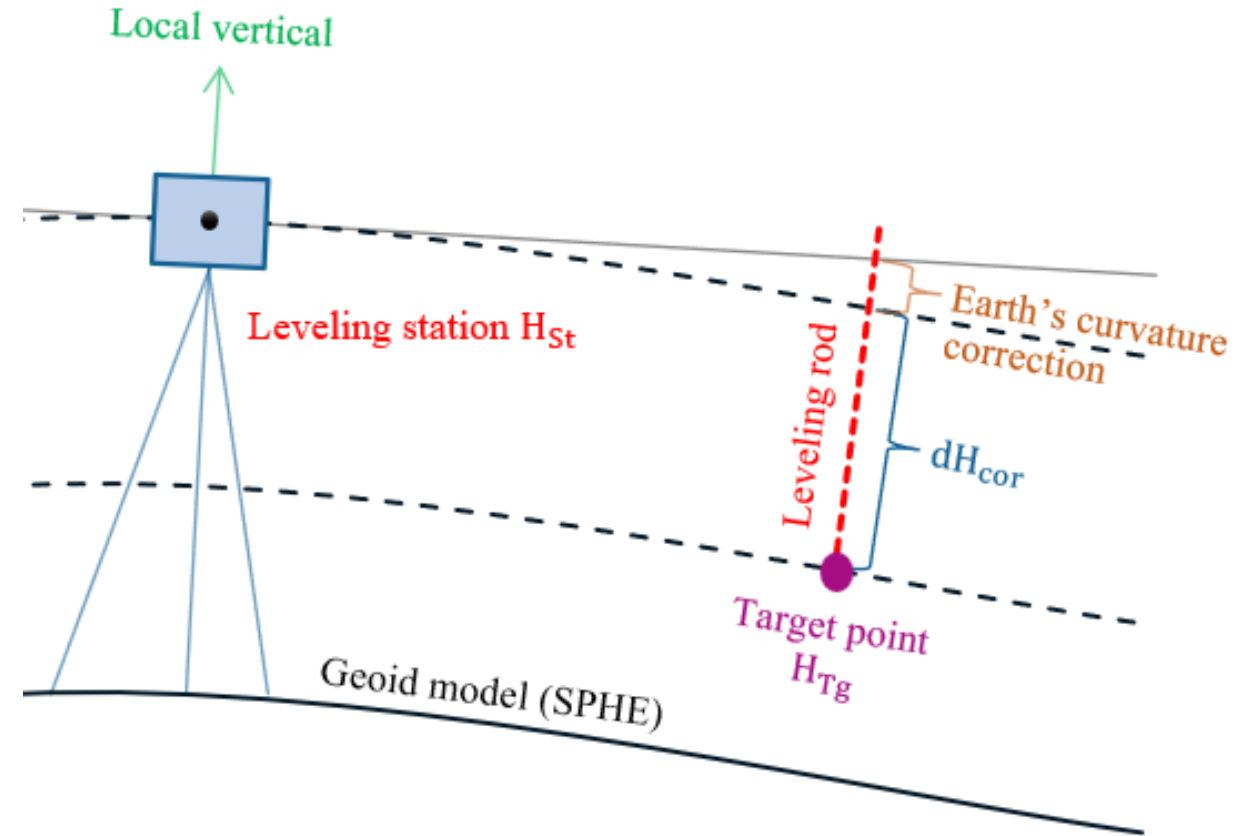 Local vertical
Leveling station H_St
Earth's curvature
correction
Leveling rod
dH_cor
Target point
H_Tg
Geoid model (SPHE)